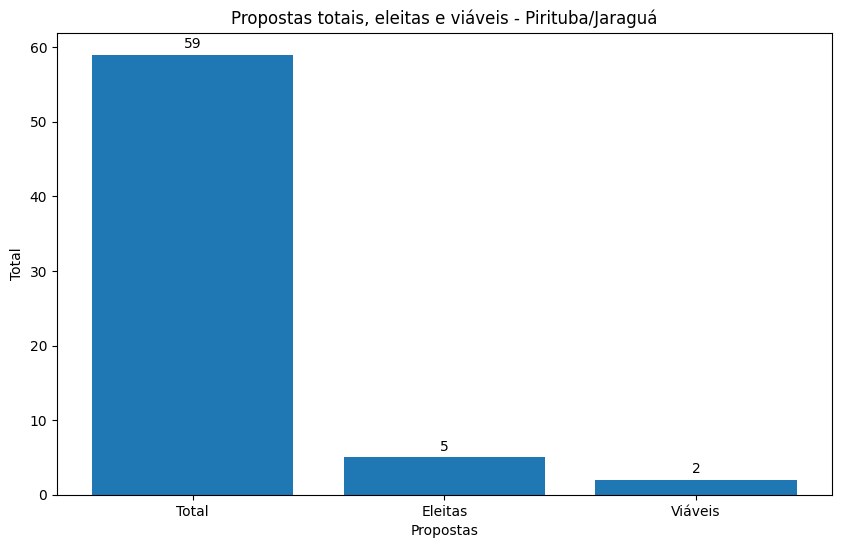 Propostas totais, eleitas e viáveis - Pirituba/Jaraguá
59
60
50
40
30
20
10
0
5
2
Total
Total
Eleitas
Viáveis
Propostas